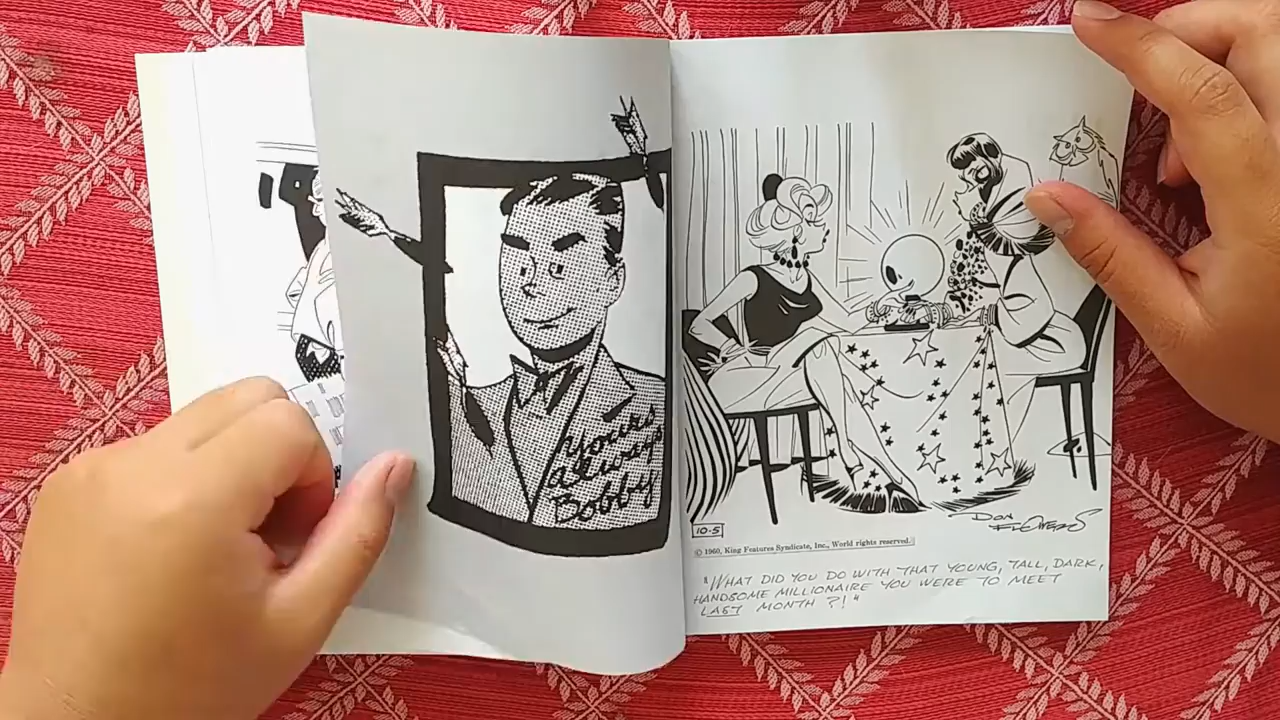 Yours
always
Bobby
10-5
DON
FLOWERS
© 1960, King Features Syndicate, Inc., World rights reserved.
"WHAT DID YOU DO WITH THAT YOUNG, TALL, DARK,
HANDSOME MILLIONAIRE YOU WERE TO MEET
LAST MONTH ?!"